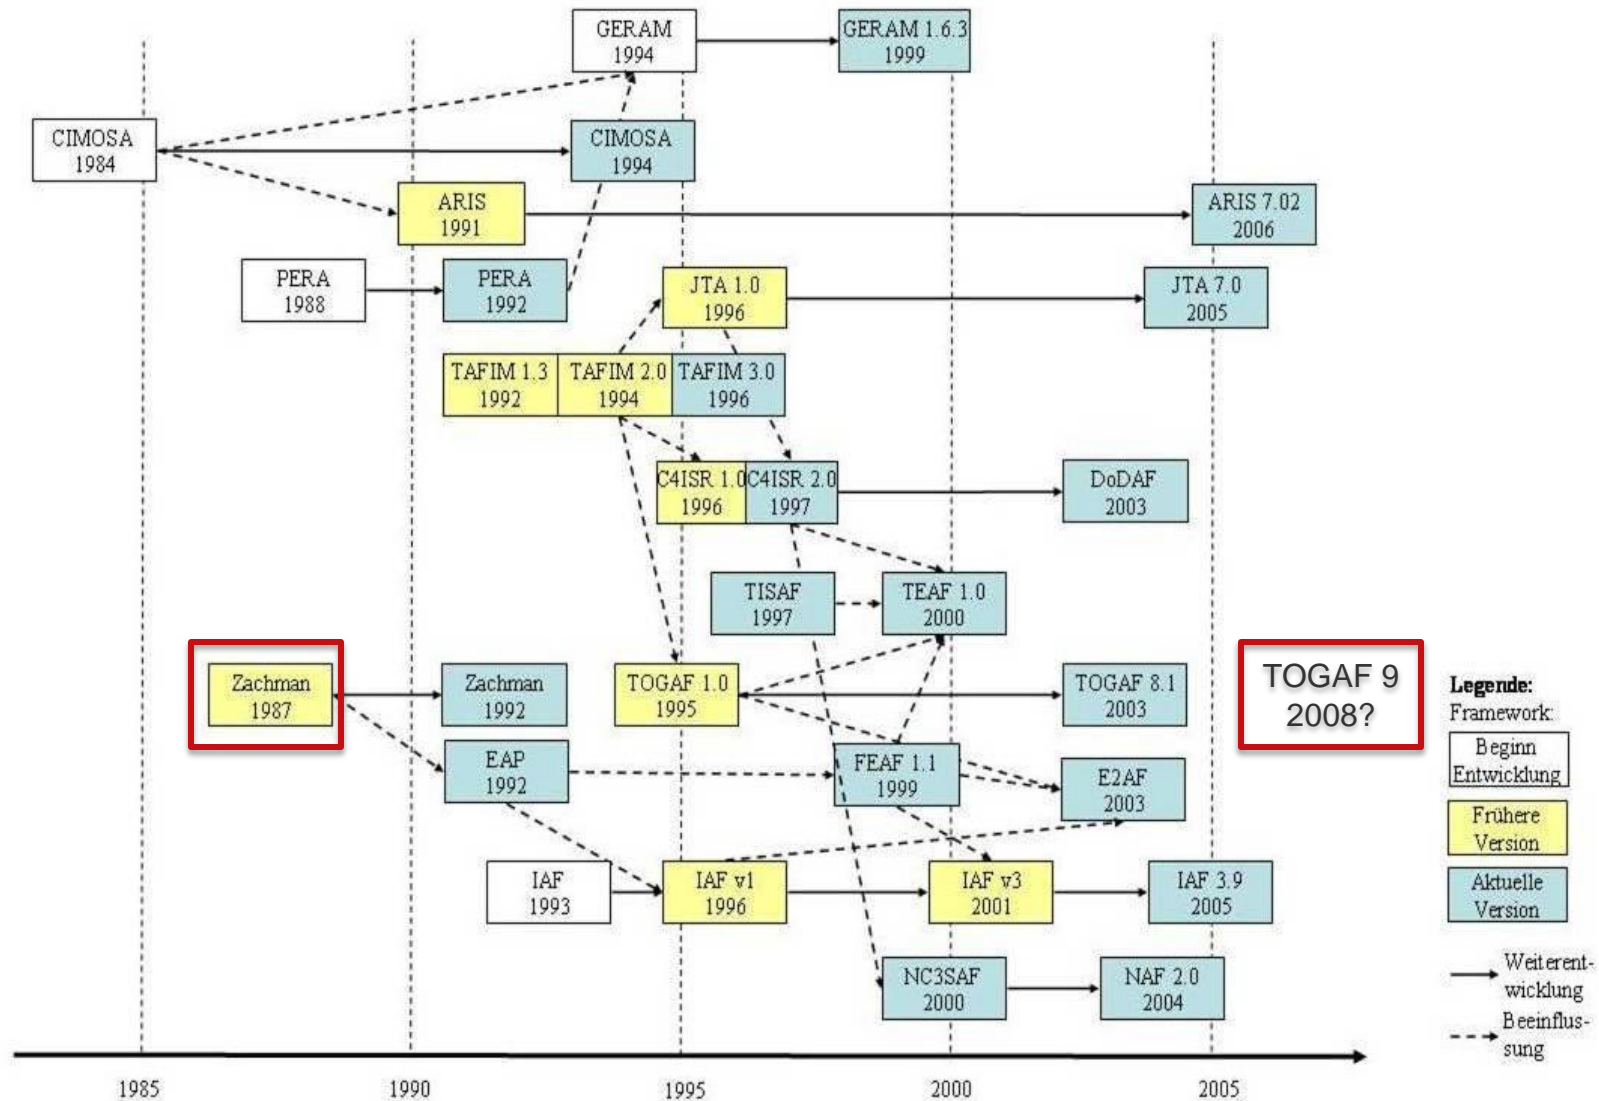 GERAM
1994
GERAM 1.6.3
1999
CIMOSA
1984
CIMOSA
1994
ARIS
1991
ARIS 7.02
2006
PERA
1988
PERA
1992
JTA 1.0
1996
JTA 7.0
2005
TAFIM 1.3
1992
TAFIM 2.0
1994
TAFIM 3.0
1996
C4ISR 1.0
1996
C4ISR 2.0
1997
DoDAF
2003
TISAF
1997
TEAF 1.0
2000
Zachman
1987
Zachman
1992
TOGAF 1.0
1995
TOGAF 8.1
2003
TOGAF 9
2008?
EAP
1992
FEAF 1.1
1999
E2AF
2003
IAF
1993
IAF v1
1996
IAF v3
2001
IAF 3.9
2005
NC3SAF
2000
NAF 2.0
2004
Legende:
Framework:
Beginn
Entwicklung
Frühere
Version
Aktuelle
Version
Weiterent-
wicklung
Beeinflus-
sung
1985
1990
1995
2000
2005